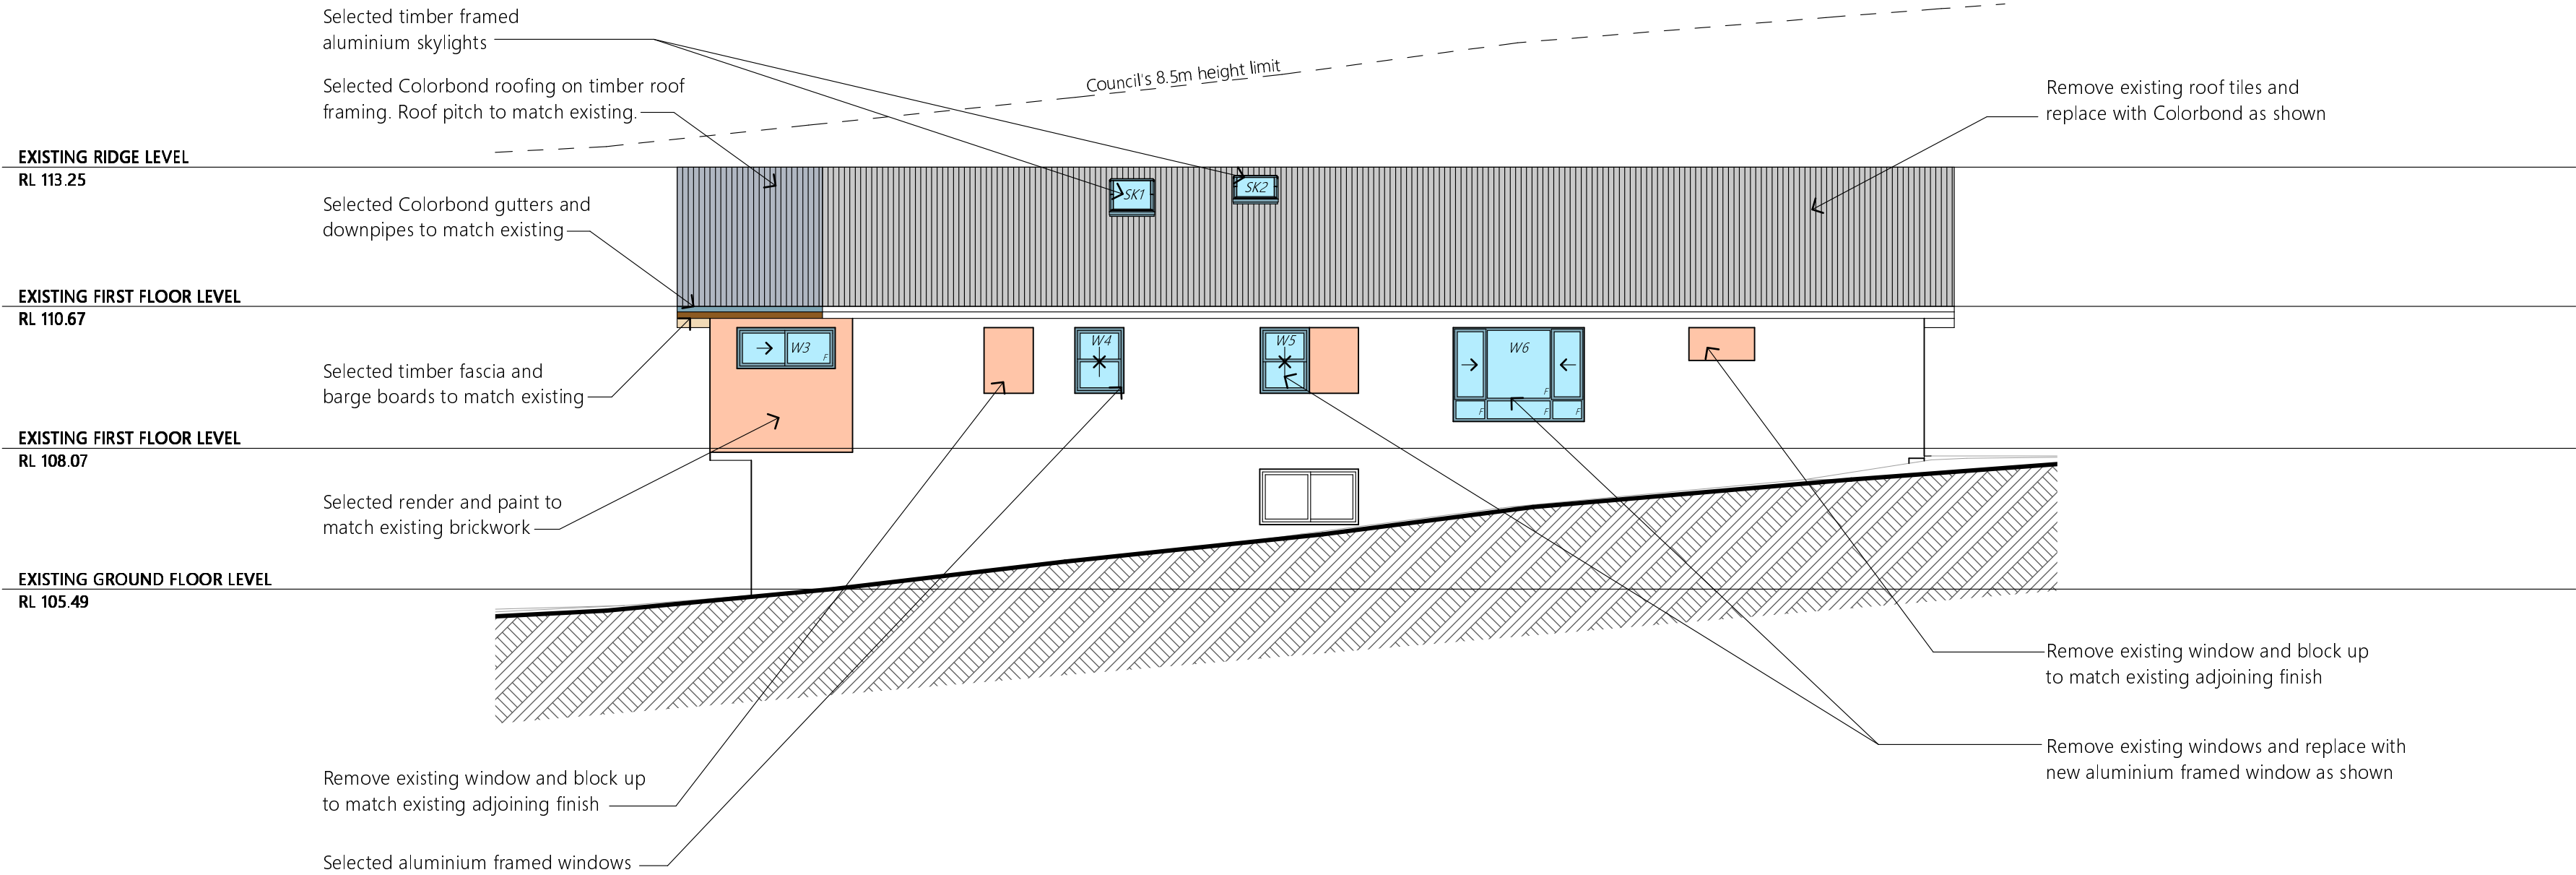 Selected timber framed
aluminium skylights
Selected Colorbond roofing on timber roof
framing. Roof pitch to match existing.
Council's 8.5m height limit
Remove existing roof tiles and
replace with Colorbond as shown
EXISTING RIDGE LEVEL
RL 113.25
SK1
SK2
Selected Colorbond gutters and
downpipes to match existing
EXISTING FIRST FLOOR LEVEL
RL 110.67
W3
F
W4
W5
W6
F
F
F
F
Selected timber fascia and
barge boards to match existing
EXISTING FIRST FLOOR LEVEL
RL 108.07
Selected render and paint to
match existing brickwork
EXISTING GROUND FLOOR LEVEL
RL 105.49
Remove existing window and block up
to match existing adjoining finish
Remove existing windows and replace with
new aluminium framed window as shown
Remove existing window and block up
to match existing adjoining finish
Selected aluminium framed windows